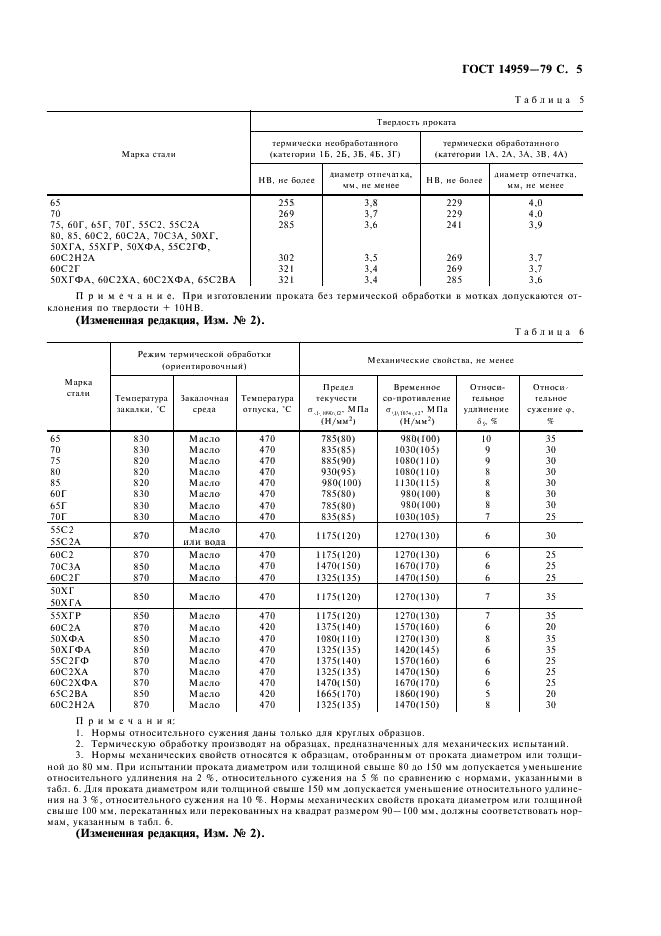 ГОСТ 14959—79 С. 5
Таблица 5
Марка стали
Твердость проката
термически необработанного (категории 1Б, 2Б, 3Б, 4Б, 3Г)
термически обработанного (категории 1А, 2А, 3А, 3В, 4А)
НВ, не более
диаметр отпечатка, мм, не менее
НВ, не более
диаметр отпечатка, мм, не менее
65 255 3,8 229 4,0
70 269 3,7 229 4,0
75, 60Г, 65Г, 70Г, 55С2, 55С2А 285 3,6 241 3,9
80, 85, 60С2, 60С2А, 70С3А, 50ХГ,
50ХГА, 55ХГР, 50ХФА, 55С2ГФ,
60С2Н2А 302 3,5 269 3,7
60С2Г 321 3,4 269 3,7
50ХГФА, 60С2ХА, 60С2ХФА, 65С2ВА 321 3,4 285 3,6
Примечание. При изготовлении проката без термической обработки в мотках допускаются от-
клонения по твердости + 10НВ.
(Измененная редакция, Изм. № 2).
Таблица 6
Марка стали
Режим термической обработки (ориентировочный)
Механические свойства, не менее
Температура закалки, °С
Закалочная среда
Температура отпуска, °С
Предел текучести МПа (Н/мм²)
Временное со-противление МПа (Н/мм²)
Относи-тельное удлинение δ₅, %
Относи-тельное сужение φ, %
65 830 Масло 470 785(80) 980(100) 10 35
70 830 Масло 470 835(85) 1030(105) 9 30
75 820 Масло 470 885(90) 1080(110) 9 30
80 820 Масло 470 930(95) 1080(110) 8 30
85 820 Масло 470 980(100) 1130(115) 8 30
60Г 830 Масло 470 785(80) 980(100) 8 30
65Г 830 Масло 470 785(80) 980(100) 8 30
70Г 830 Масло 470 835(85) 1030(105) 7 25
55С2
55С2А 870 Масло или вода 470 1175(120) 1270(130) 6 30
60С2 870 Масло 470 1175(120) 1270(130) 6 25
70С3А 850 Масло 470 1470(150) 1670(170) 6 25
60С2Г 870 Масло 470 1325(135) 1470(150) 6 25
50ХГ
50ХГА 850 Масло 470 1175(120) 1270(130) 7 35
55ХГР 850 Масло 470 1175(120) 1270(130) 7 35
60С2А 870 Масло 420 1375(140) 1570(160) 6 20
50ХФА 850 Масло 470 1080(110) 1270(130) 8 35
50ХГФА 850 Масло 470 1325(135) 1420(145) 6 35
55С2ГФ 870 Масло 470 1375(140) 1570(160) 6 25
60С2ХА 870 Масло 470 1325(135) 1470(150) 6 25
60С2ХФА 870 Масло 470 1470(150) 1670(170) 6 25
65С2ВА 850 Масло 420 1665(170) 1860(190) 5 20
60С2Н2А 870 Масло 470 1325(135) 1470(150) 8 30
Примечания:
1. Нормы относительного сужения даны только для круглых образцов.
2. Термическую обработку производят на образцах, предназначенных для механических испытаний.
3. Нормы механических свойств относятся к образцам, отобранным от проката диаметром или толщи-
ной до 80 мм. При испытании проката диаметром или толщиной свыше 80 до 150 мм допускается уменьшение
относительного удлинения на 2 %, относительного сужения на 5 % по сравнению с нормами, указанными в
табл. 6. Для проката диаметром или толщиной свыше 150 мм допускается уменьшение относительного удлине-
ния на 3 %, относительного сужения на 10 %. Нормы механических свойств проката диаметром или толщиной
свыше 100 мм, перекатанных или перекованных на квадрат размером 90—100 мм, должны соответствовать нор-
мам, указанным в табл. 6.
(Измененная редакция, Изм. № 2).